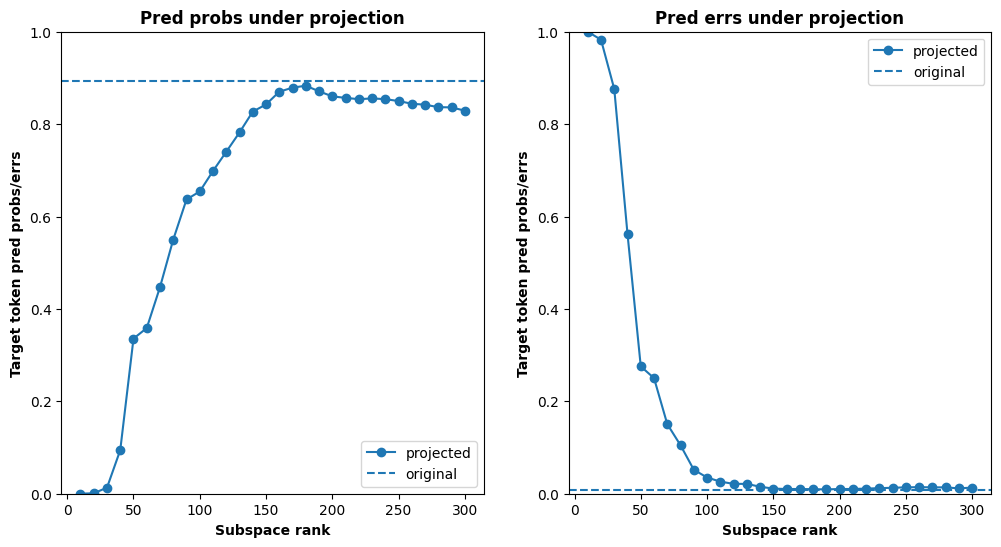 Pred probs under projection
Target token pred probs/errs
1.0
0.8
0.6
0.4
0.2
0.0
0
50
100
150
200
250
300
Subspace rank
projected
original
Pred errs under projection
Target token pred probs/errs
1.0
0.8
0.6
0.4
0.2
0.0
0
50
100
150
200
250
300
Subspace rank
projected
original